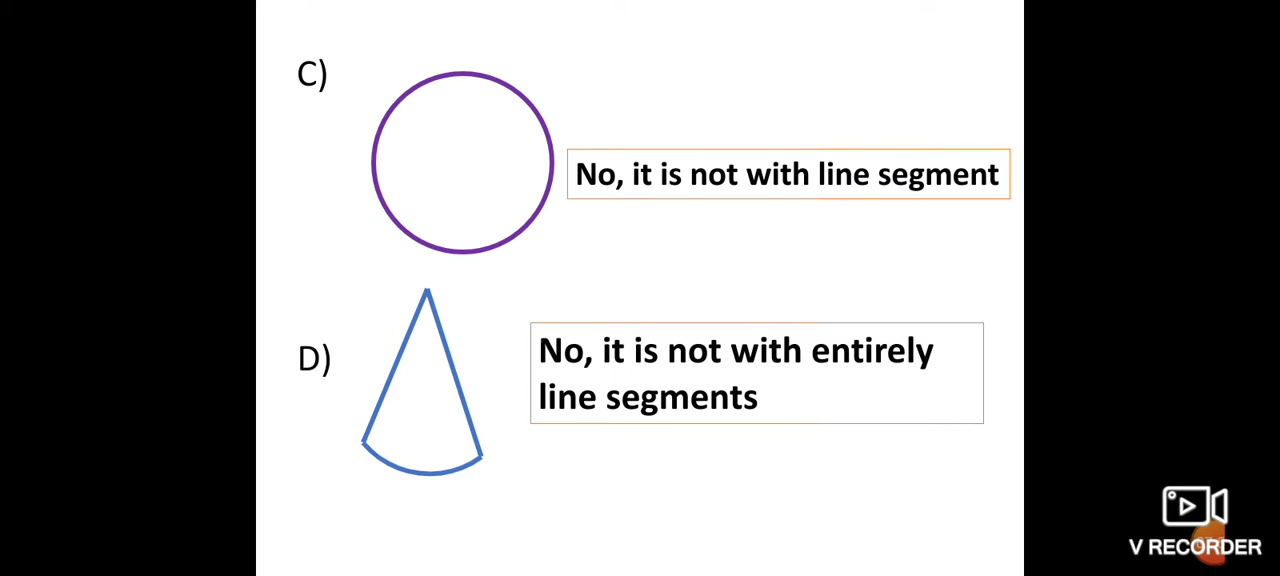 C)
No, it is not with line segment
D)
No, it is not with entirely
line segments
V RECORDER